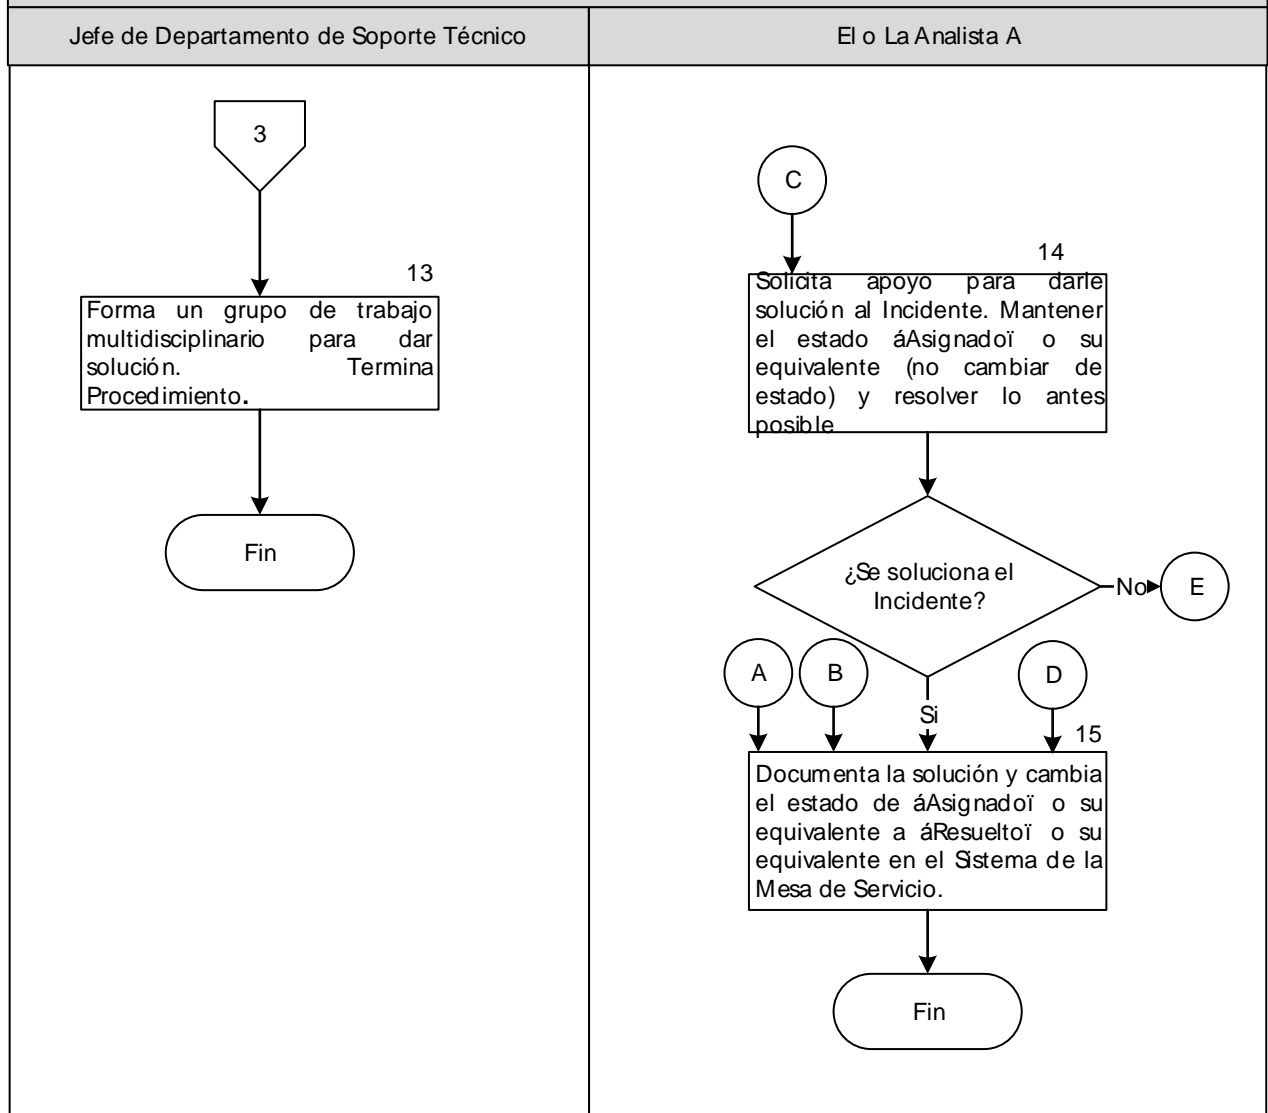 Jefe de Departamento de Soporte Técnico
El o La Analista A
3
13
Forma un grupo de trabajo
multidisciplinario para dar
solución. Termina
Procedimiento.
Fin
C
14
Solicita apoyo para darle
solución al Incidente. Mantener
el estado áAsignadoï o su
equivalente (no cambiar de
estado) y resolver lo antes
posible
¿Se soluciona el
Incidente?
No
E
A
B
D
Si
15
Documenta la solución y cambia
el estado de áAsignadoï o su
equivalente a áResueltoï o su
equivalente en el Sistema de la
Mesa de Servicio.
Fin